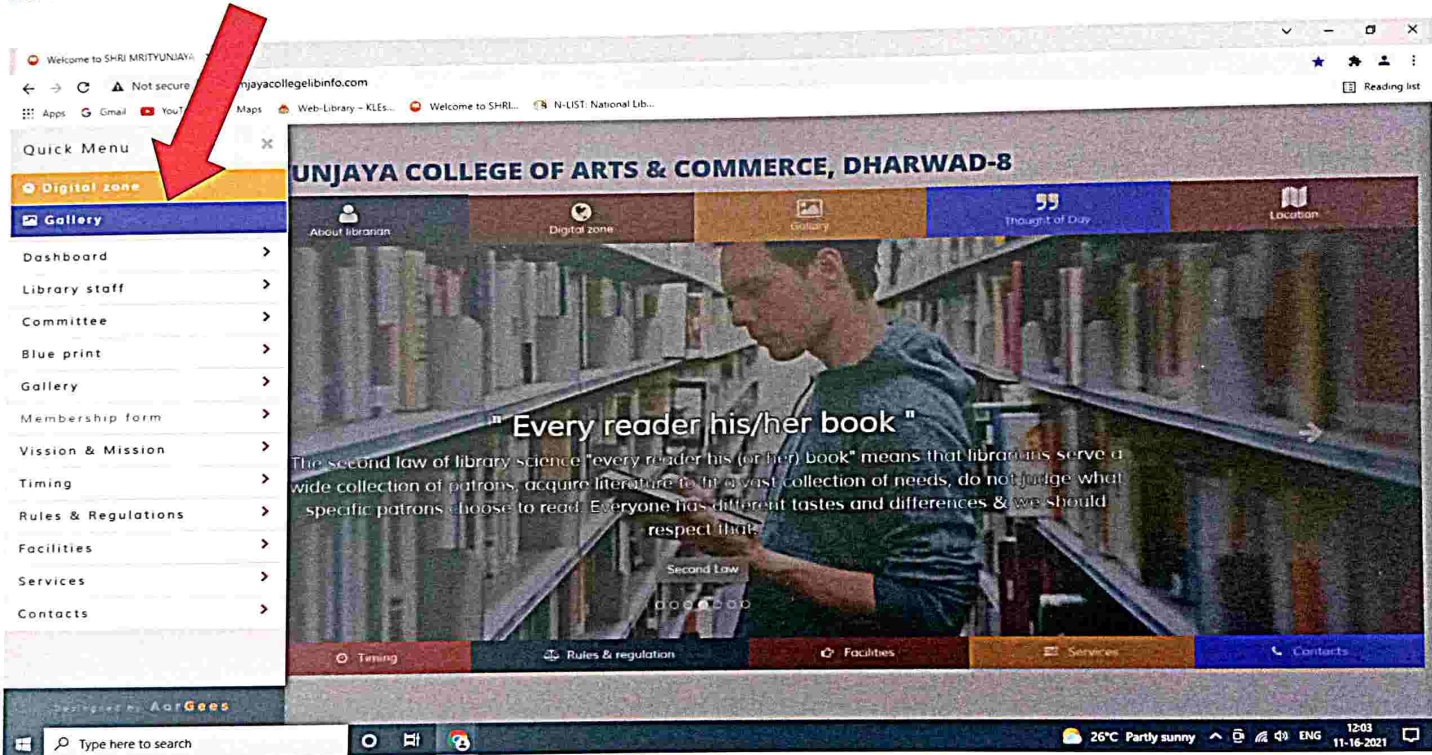 Welcome to SHRI MRITYUNJAYA
Not secure
njayacollegelibinfo.com
Reading list
Apps Gmail Maps Web-Library – KLEs... Welcome to SHRI... N-LIST: National Lib...
Quick Menu
Digital zone
Gallery
Dashboard
Library staff
Committee
Blue print
Gallery
Membership form
Vission & Mission
Timing
Rules & Regulations
Facilities
Services
Contacts
Designed by AarGees
UNJAYA COLLEGE OF ARTS & COMMERCE, DHARWAD-8
About librarian
Digital zone
Gallary
Thought of Day
Location
" Every reader his/her book "
The second law of library science "every reader his (or her) book" means that librarians serve a
wide collection of patrons, acquire literature to fit a vast collection of needs, do not judge what
specific patrons choose to read. Everyone has different tastes and differences & we should
respect that.
Second Law
Timing
Rules & regulation
Facilities
Services
Contacts
Type here to search
26°C Partly sunny
ENG
12:03
11-16-2021